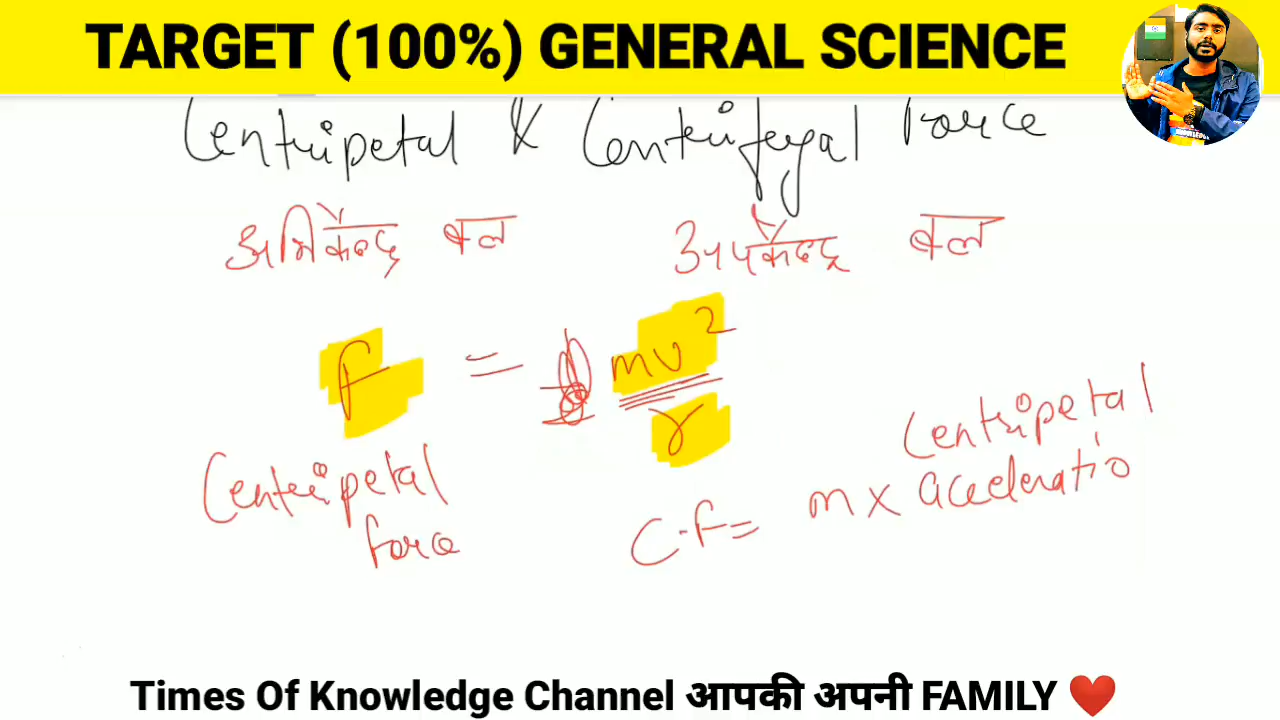 TARGET (100%) GENERAL SCIENCE
Centripetal & Centrifugal Force
अभिकेन्द्र बल अपकेन्द्र बल
F = mv²/r
Centripetal force
C.F = m x Centripetal aceeleratio
Times Of Knowledge Channel आपकी अपनी FAMILY ❤️